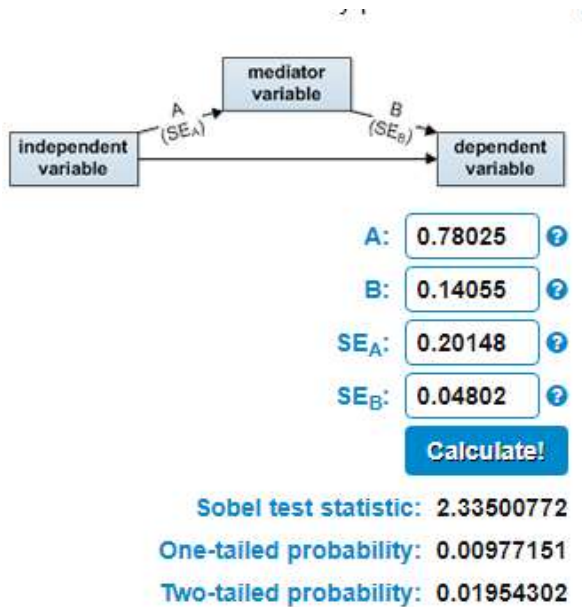 mediator
variable
A
(SEA)
B
(SEB)
independent
variable
dependent
variable
A: 0.78025 ?
B: 0.14055 ?
SEA: 0.20148 ?
SEB: 0.04802 ?
Calculate!
Sobel test statistic: 2.33500772
One-tailed probability: 0.00977151
Two-tailed probability: 0.01954302